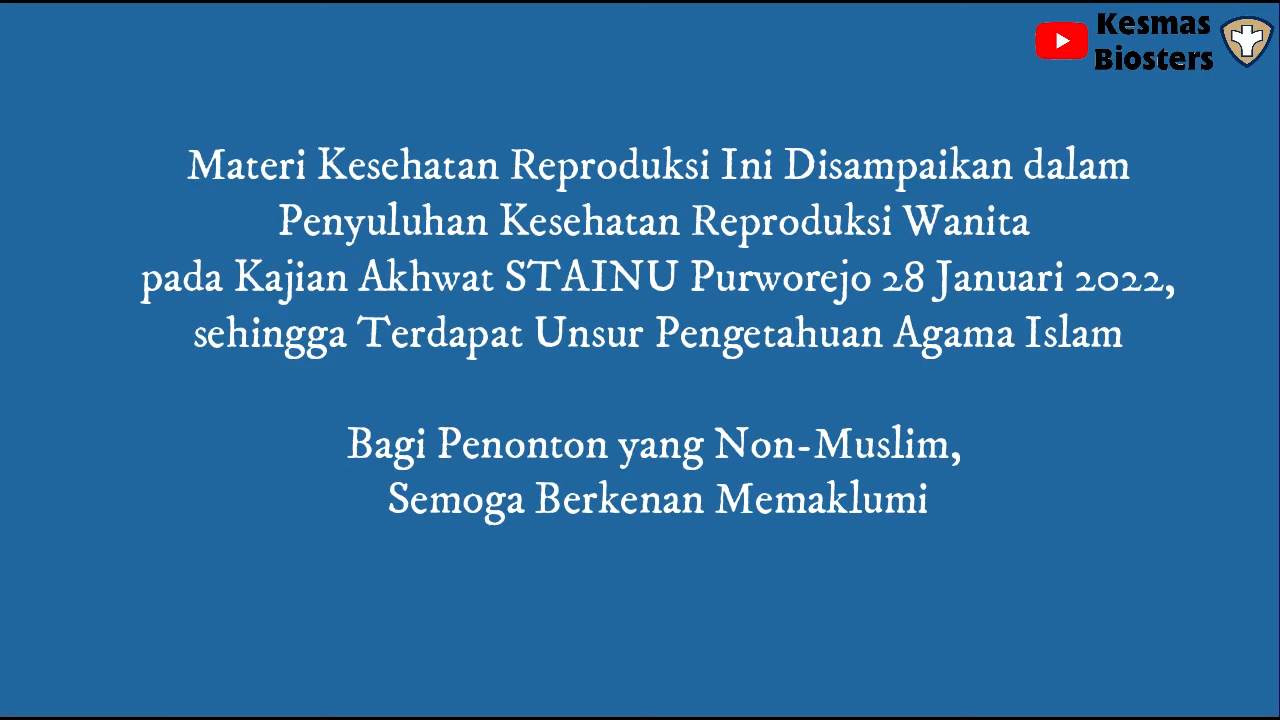 Kesmas
Biosters
Materi Kesehatan Reproduksi Ini Disampaikan dalam
Penyuluhan Kesehatan Reproduksi Wanita
pada Kajian Akhwat STAINU Purworejo 28 Januari 2022,
sehingga Terdapat Unsur Pengetahuan Agama Islam
Bagi Penonton yang Non-Muslim,
Semoga Berkenan Memaklumi